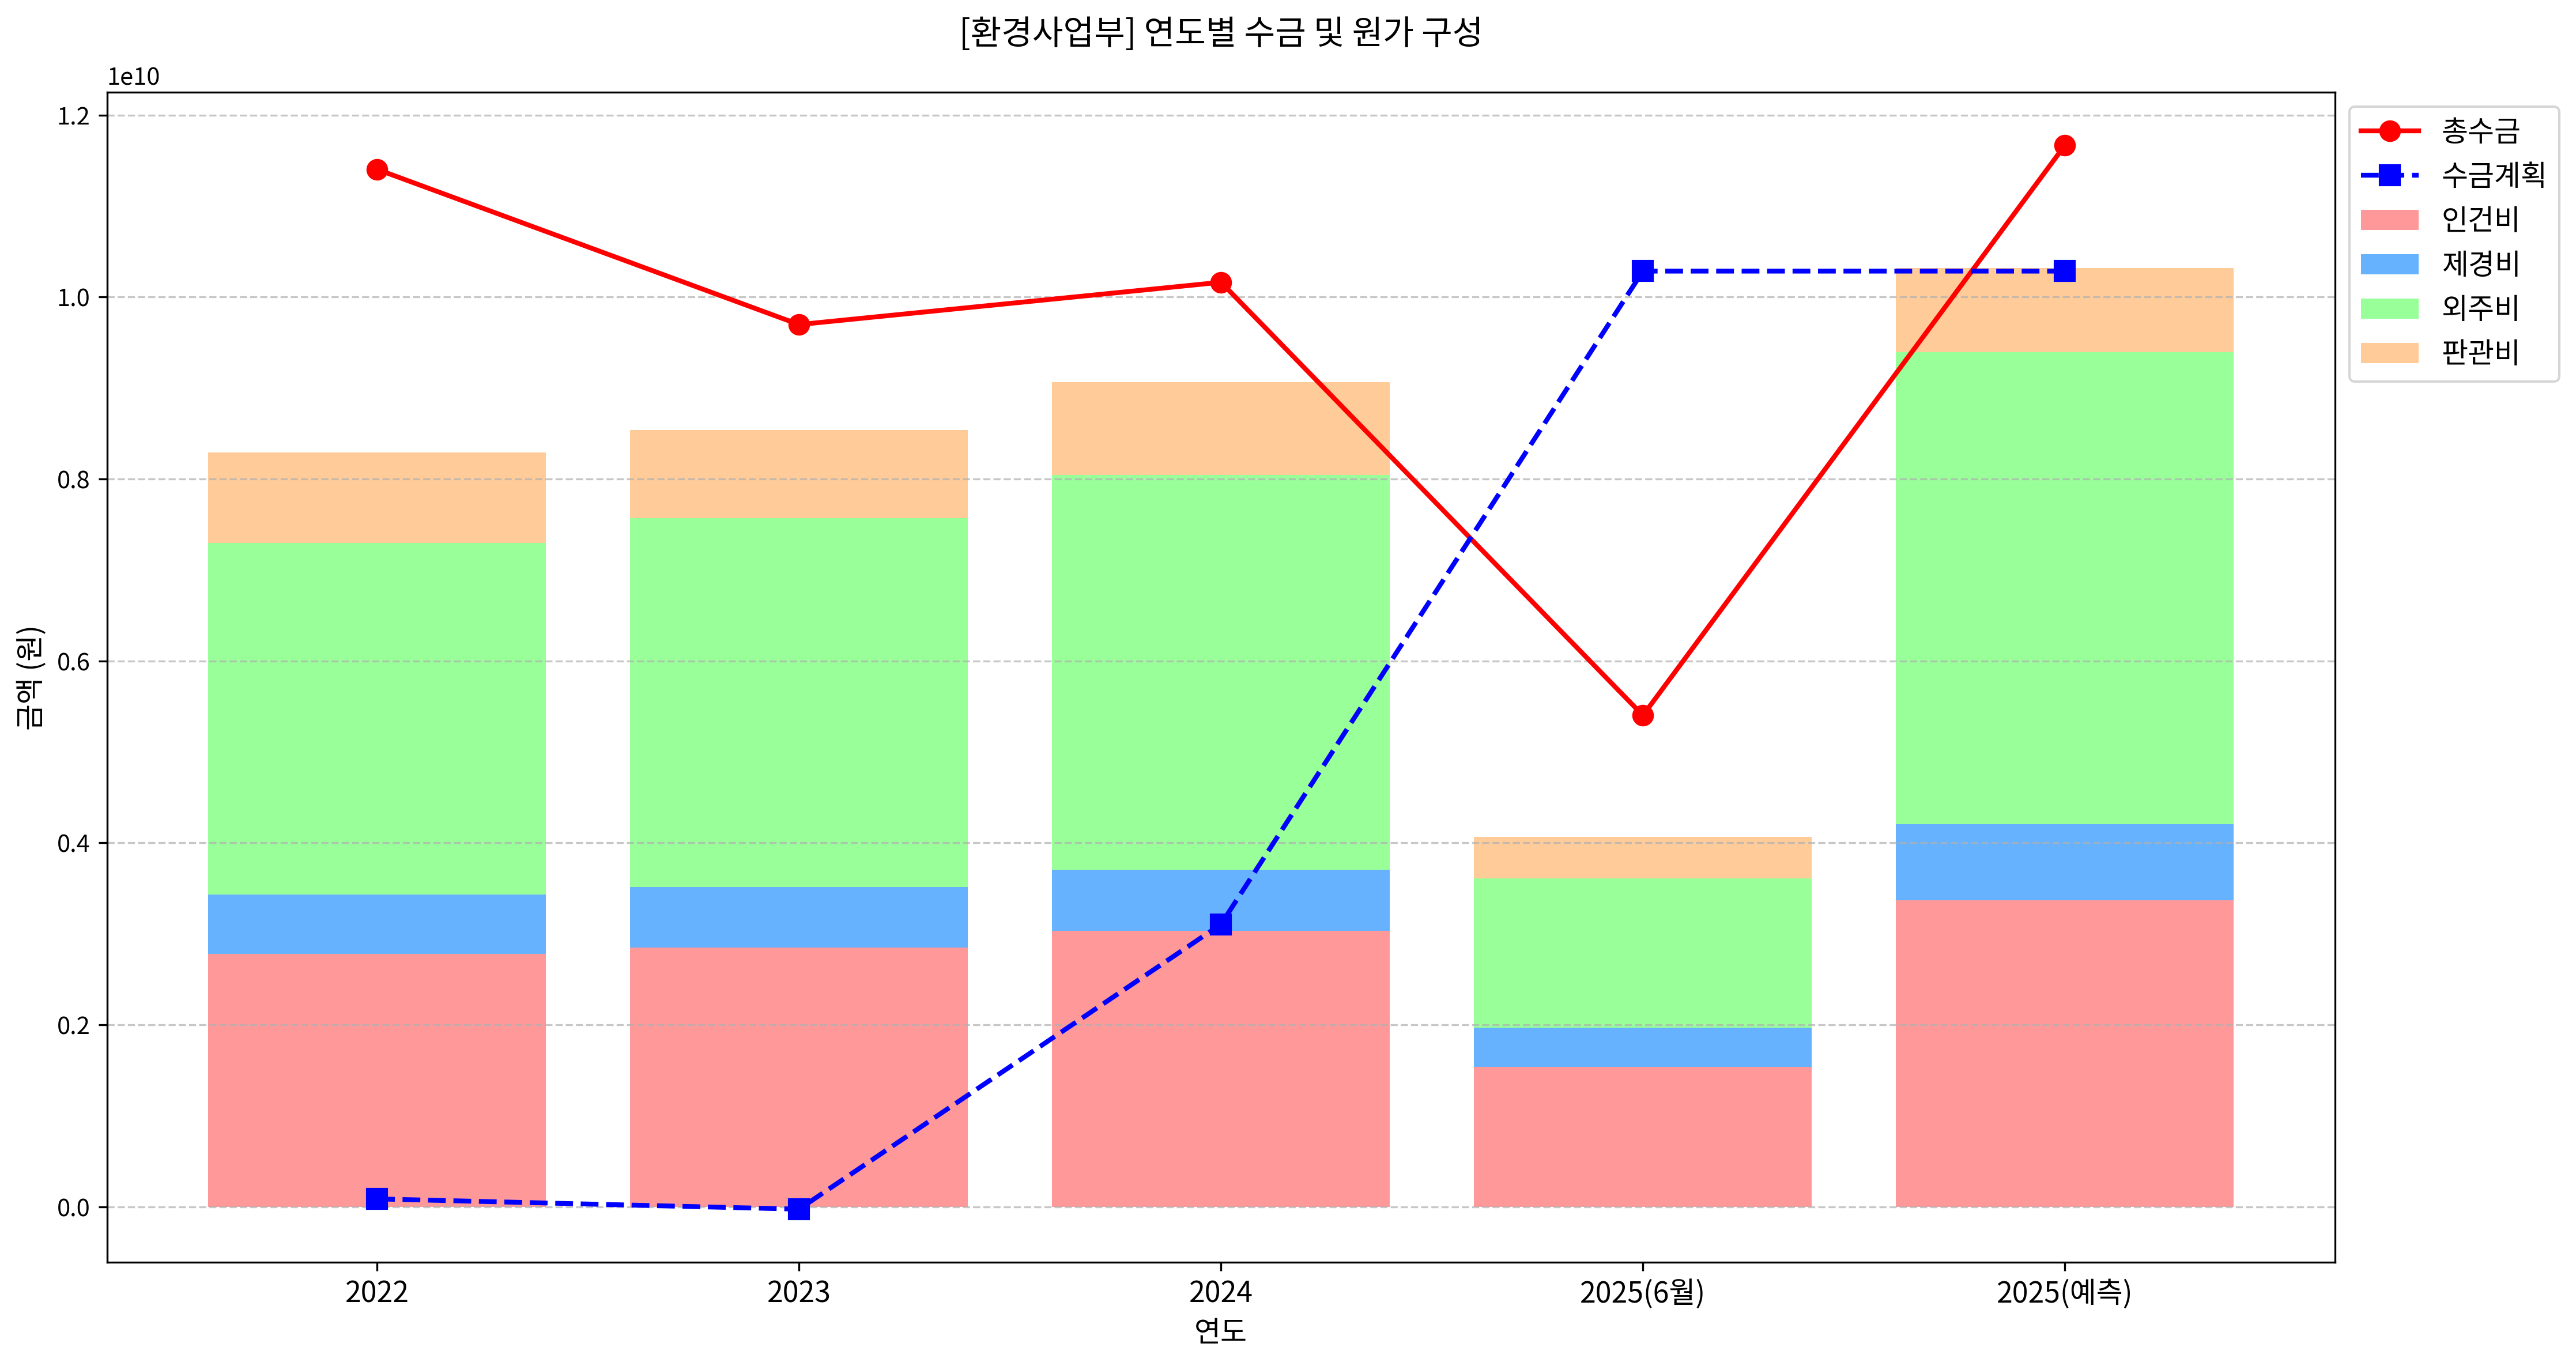 [환경사업부] 연도별 수금 및 원가 구성
1e10
1.2
1.0
0.8
0.6
0.4
0.2
0.0
금액 (원)
2022
2023
2024
2025(6월)
2025(예측)
연도
총수금
수금계획
인건비
제경비
외주비
판관비